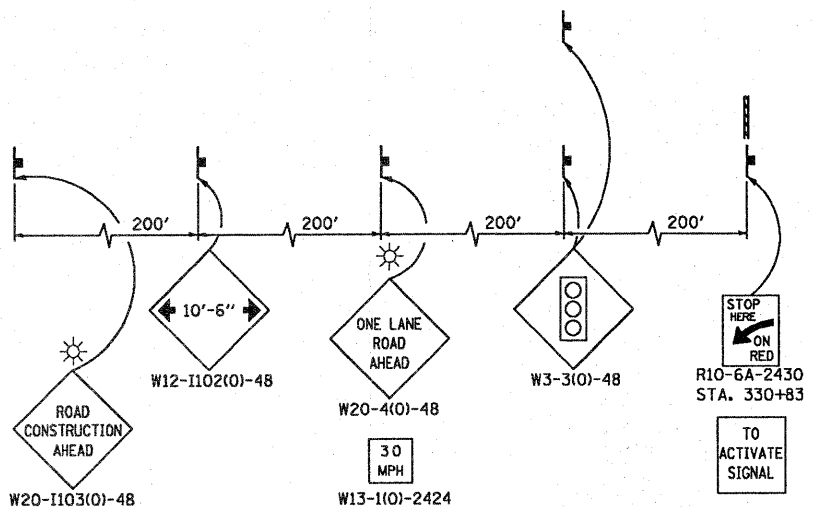 200'
200'
200'
200'
10'-6"
W12-I102(O)-48
ROAD
CONSTRUCTION
AHEAD
W20-I103(O)-48
ONE LANE
ROAD
AHEAD
W20-4(O)-48
30
MPH
W13-1(O)-2424
W3-3(O)-48
STOP
HERE
ON
RED
R10-6A-2430
STA. 330+83
TO
ACTIVATE
SIGNAL